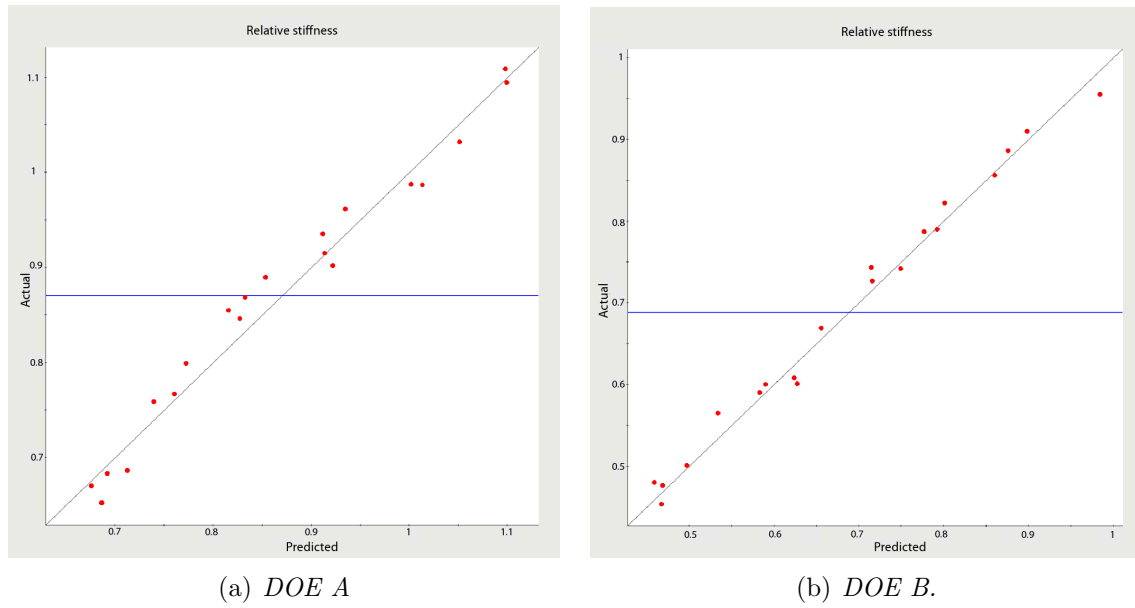 Relative stiffness
1.1
1
0.9
0.8
0.7
Actual
0.7 0.8 0.9 1 1.1
Predicted
(a) DOE A
Relative stiffness
1
0.9
0.8
0.7
0.6
0.5
Actual
0.5 0.6 0.7 0.8 0.9 1
Predicted
(b) DOE B.